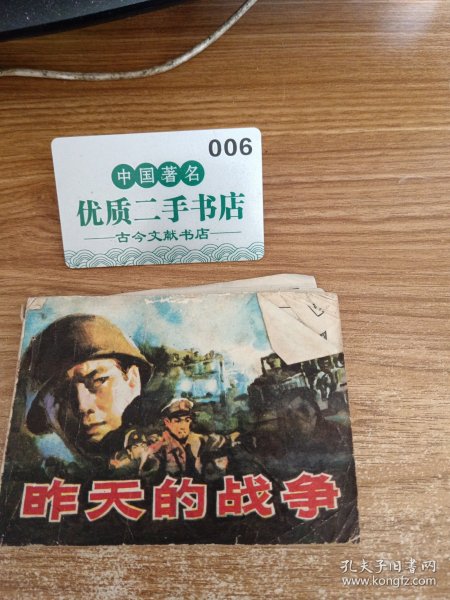 006
中国著名
优质二手书店
古今文献书店
昨天的战争
孔夫子旧书网
www.kongfz.com